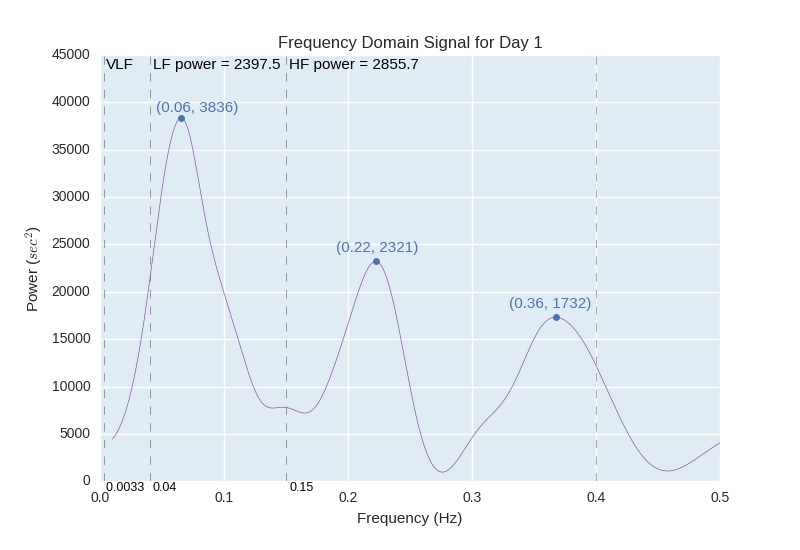 Frequency Domain Signal for Day 1
45000
VLF LF power = 2397.5 HF power = 2855.7
40000
(0.06, 3836)
35000
30000
25000
(0.22, 2321)
20000
(0.36, 1732)
15000
10000
5000
0
0.0033 0.04 0.15
0.0 0.1 0.2 0.3 0.4 0.5
Frequency (Hz)
Power (sec²)